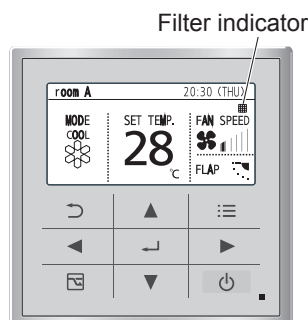 Filter indicator
room A 20:30 (THU)
MODE SET TEMP. FAN SPEED
COOL
28°C
FLAP